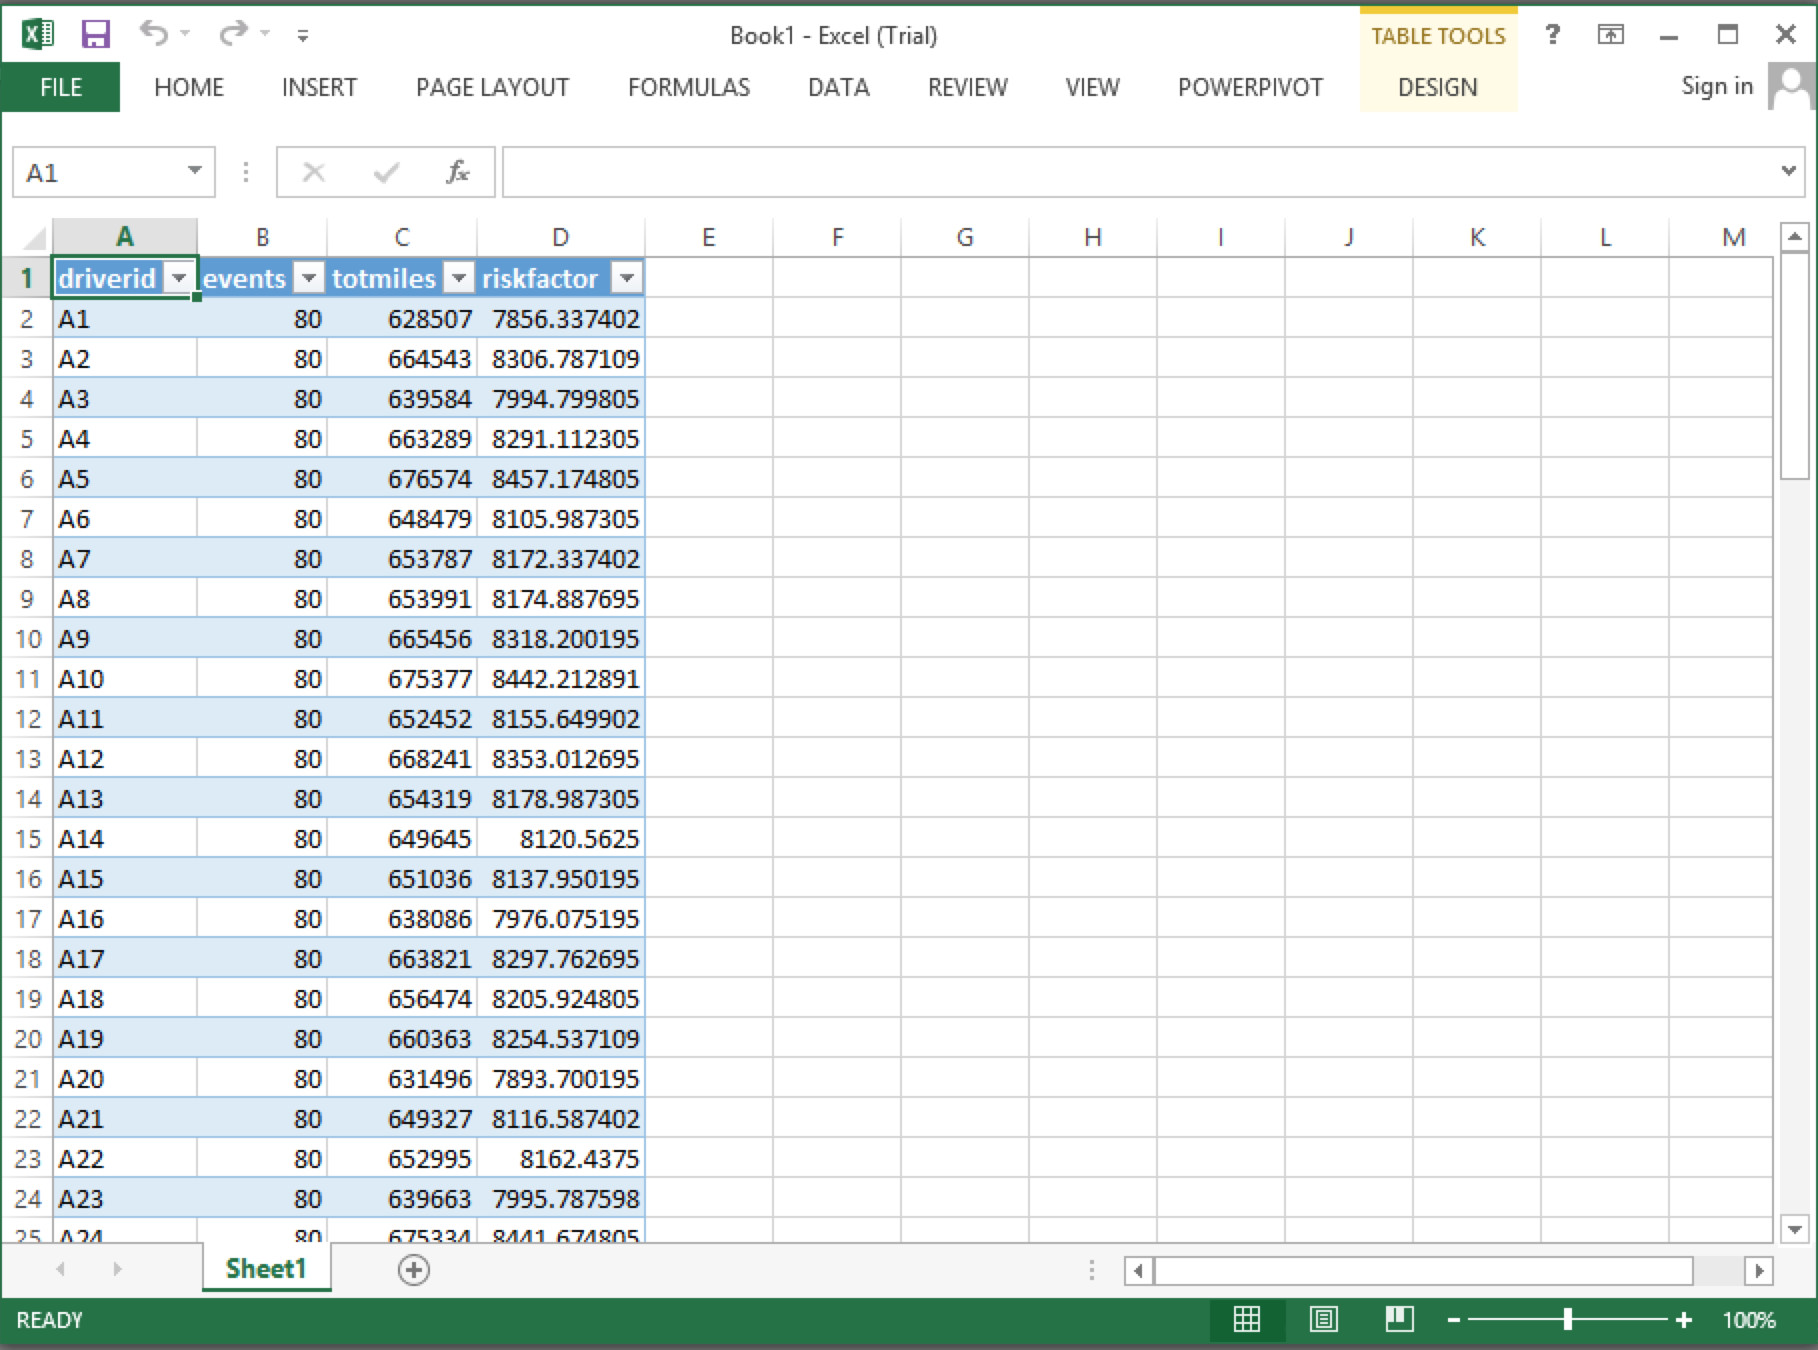 Book1 - Excel (Trial)
TABLE TOOLS
?
FILE HOME INSERT PAGE LAYOUT FORMULAS DATA REVIEW VIEW POWERPIVOT DESIGN Sign in
A1 fx
A B C D E F G H I J K L M
1 driverid events totmiles riskfactor
2 A1 80 628507 7856.337402
3 A2 80 664543 8306.787109
4 A3 80 639584 7994.799805
5 A4 80 663289 8291.112305
6 A5 80 676574 8457.174805
7 A6 80 648479 8105.987305
8 A7 80 653787 8172.337402
9 A8 80 653991 8174.887695
10 A9 80 665456 8318.200195
11 A10 80 675377 8442.212891
12 A11 80 652452 8155.649902
13 A12 80 668241 8353.012695
14 A13 80 654319 8178.987305
15 A14 80 649645 8120.5625
16 A15 80 651036 8137.950195
17 A16 80 638086 7976.075195
18 A17 80 663821 8297.762695
19 A18 80 656474 8205.924805
20 A19 80 660363 8254.537109
21 A20 80 631496 7893.700195
22 A21 80 649327 8116.587402
23 A22 80 652995 8162.4375
24 A23 80 639663 7995.787598
25 A24 80 675334 8441.674805
Sheet1
READY 100%